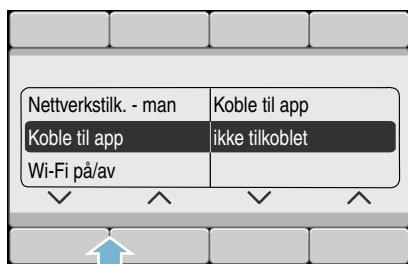 Nettverkstilk. - man Koble til app
Koble til app ikke tilkoblet
Wi-Fi på/av